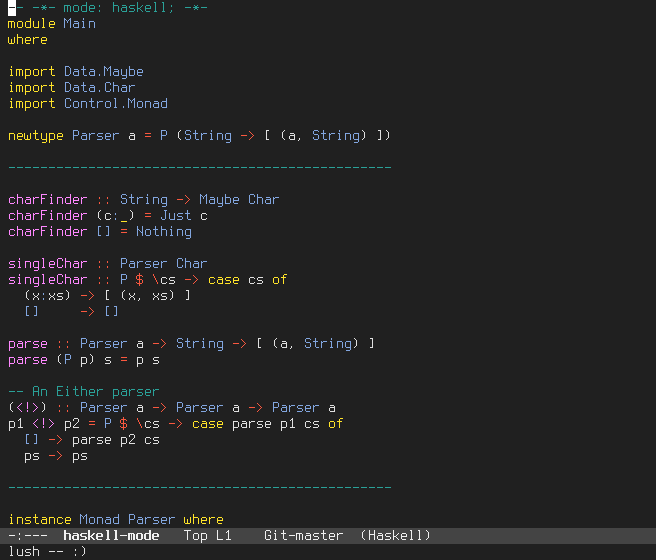 -- -*- mode: haskell; -*-
module Main
where
import Data.Maybe
import Data.Char
import Control.Monad
newtype Parser a = P (String -> [ (a, String) ])
------------------------------------------------
charFinder :: String -> Maybe Char
charFinder (c:_) = Just c
charFinder [] = Nothing
singleChar :: Parser Char
singleChar :: P $ \cs -> case cs of
  (x:xs) -> [ (x, xs) ]
  []     -> []
parse :: Parser a -> String -> [ (a, String) ]
parse (P p) s = p s
-- An Either parser
(<!>) :: Parser a -> Parser a -> Parser a
p1 <!> p2 = P $ \cs -> case parse p1 cs of
  [] -> parse p2 cs
  ps -> ps
------------------------------------------------
instance Monad Parser where
-:---  haskell-mode   Top L1    Git-master  (Haskell)
lush -- :)